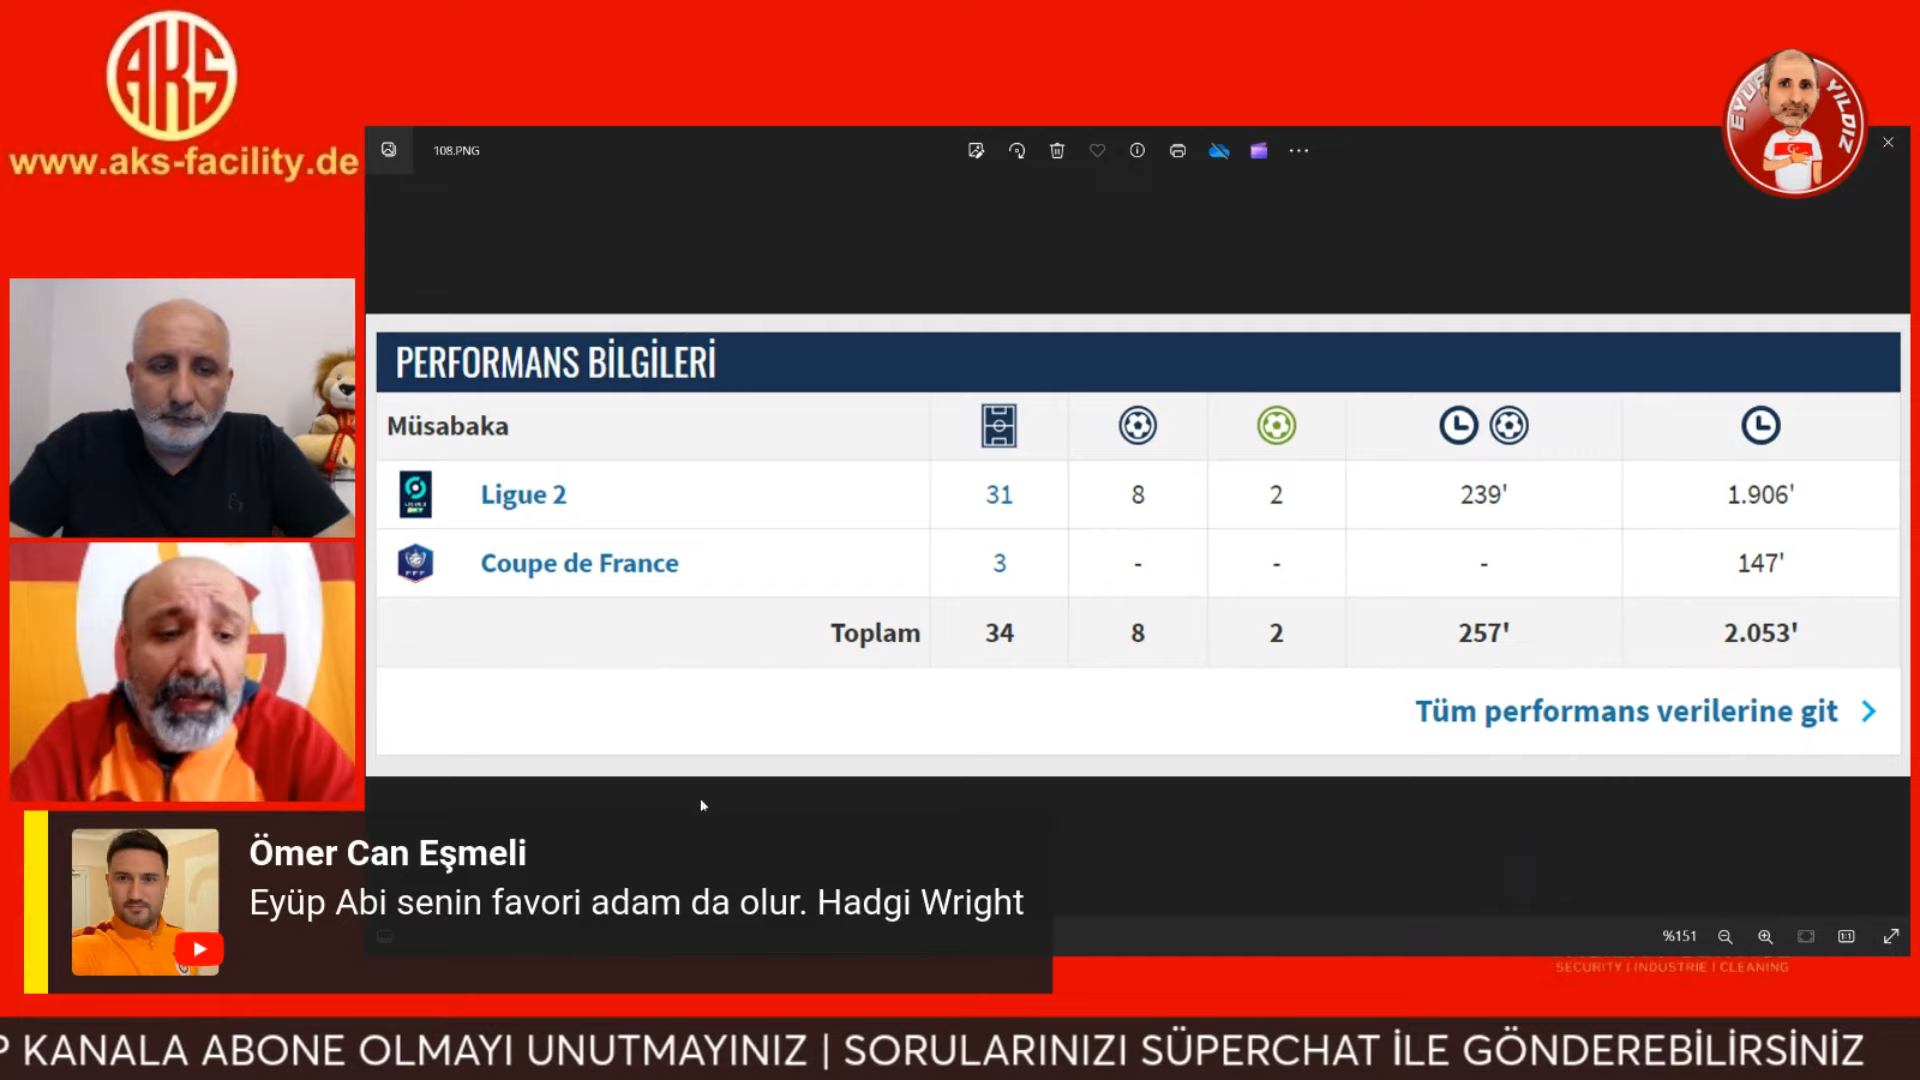 AKS
www.aks-facility.de
EYÜP YILDIZ
108.PNG
PERFORMANS BİLGİLERİ
Müsabaka
Ligue 2 31 8 2 239' 1.906'
Coupe de France 3 - - - 147'
Toplam 34 8 2 257' 2.053'
Tüm performans verilerine git
Ömer Can Eşmeli
Eyüp Abi senin favori adam da olur. Hadgi Wright
%151
SECURITY | INDUSTRIE | CLEANING
P KANALA ABONE OLMAYI UNUTMAYINIZ | SORULARINIZI SÜPERCHAT İLE GÖNDEREBİLİRSİNİZ